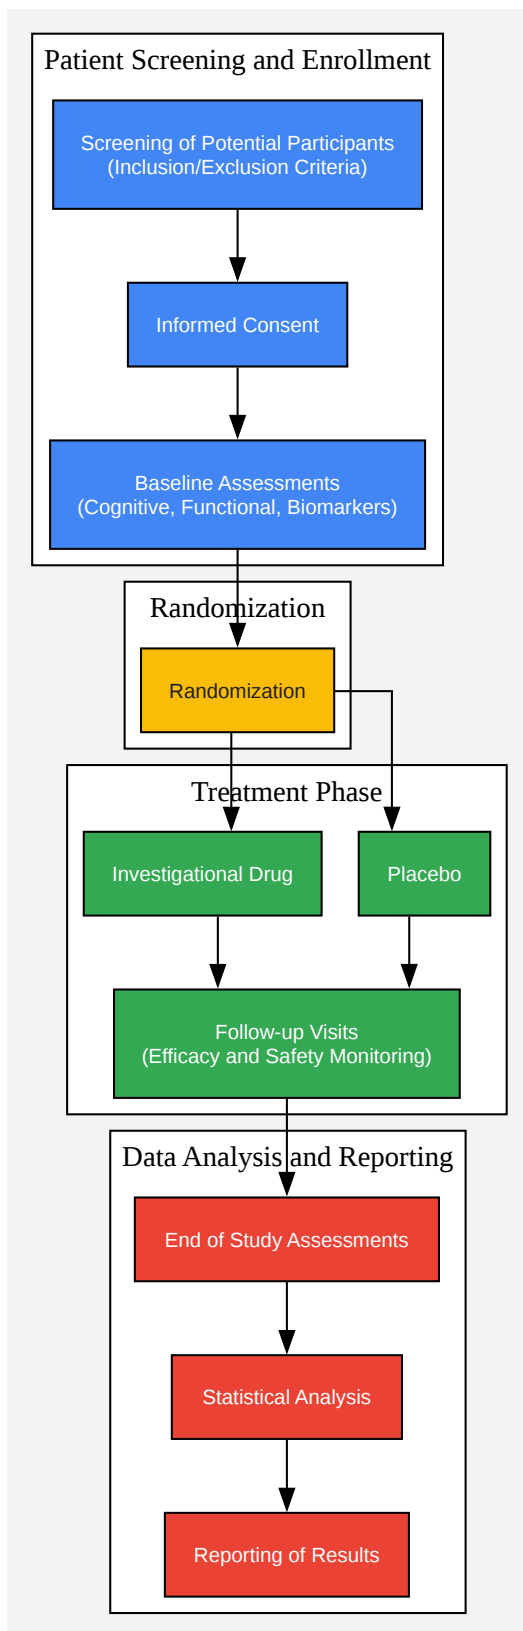 Patient Screening and Enrollment
Screening of Potential Participants
(Inclusion/Exclusion Criteria)
Informed Consent
Baseline Assessments
(Cognitive, Functional, Biomarkers)
Randomization
Randomization
Treatment Phase
Investigational Drug
Placebo
Follow-up Visits
(Efficacy and Safety Monitoring)
Data Analysis and Reporting
End of Study Assessments
Statistical Analysis
Reporting of Results